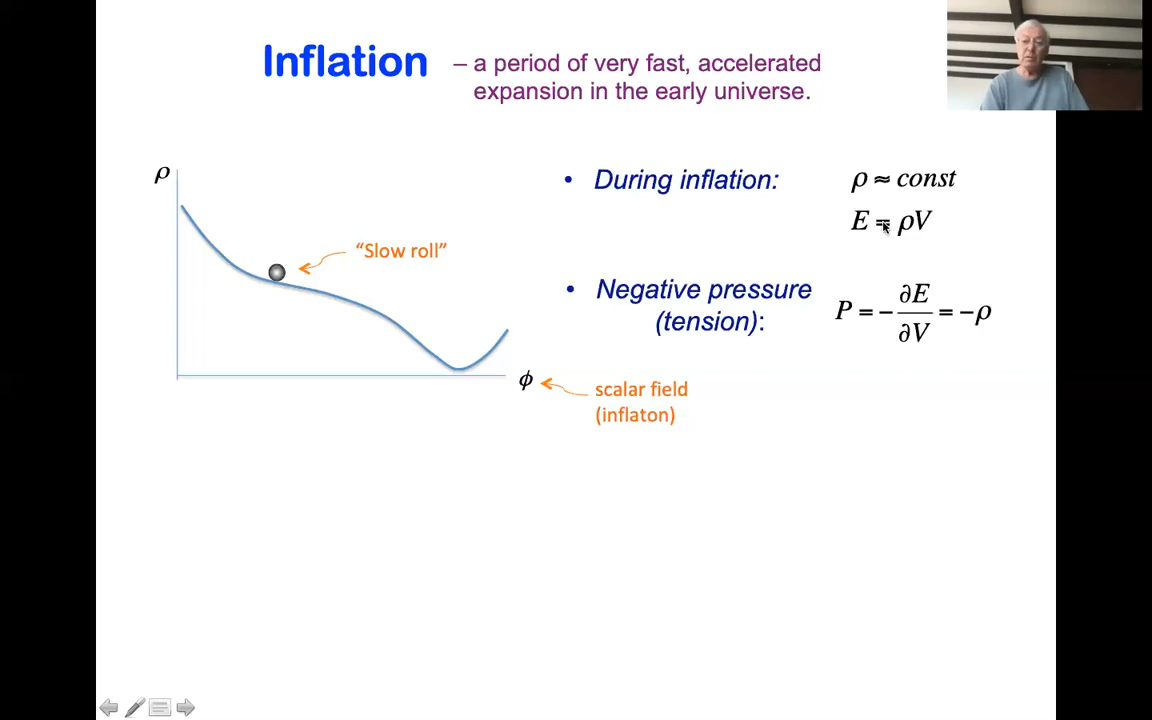 Inflation – a period of very fast, accelerated
expansion in the early universe.
ρ
“Slow roll”
ϕ
scalar field
(inflaton)
• During inflation: ρ ≈ const
E = ρV
• Negative pressure
(tension): P = − ∂E/∂V = −ρ